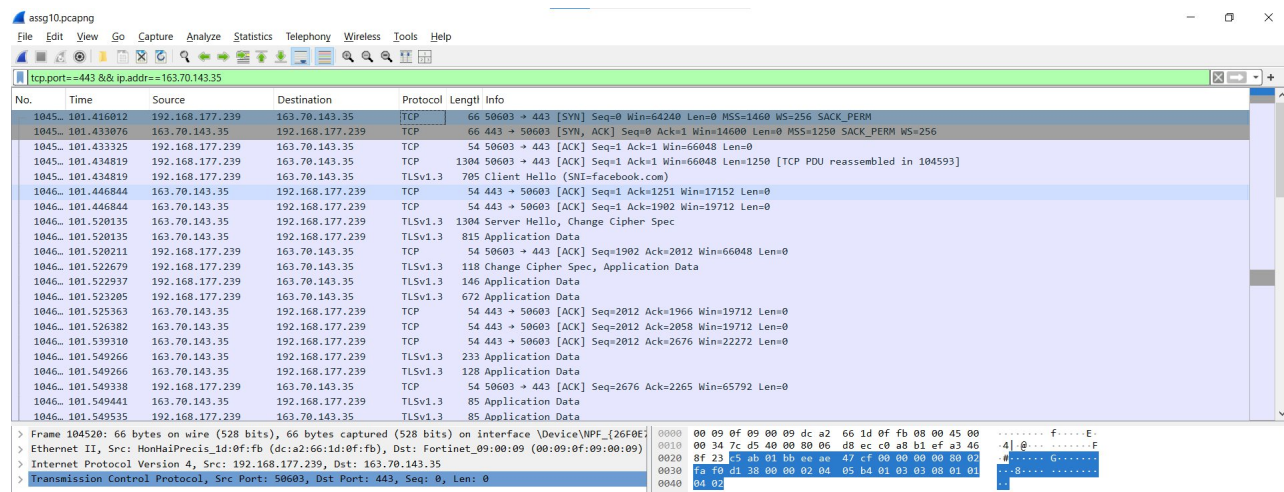 assg10.pcapng
File Edit View Go Capture Analyze Statistics Telephony Wireless Tools Help
tcp.port==443 && ip.addr==163.70.143.35
No. Time Source Destination Protocol Length Info
1045… 101.416012 192.168.177.239 163.70.143.35 TCP 66 50603 → 443 [SYN] Seq=0 Win=64240 Len=0 MSS=1460 WS=256 SACK_PERM
1045… 101.433076 163.70.143.35 192.168.177.239 TCP 66 443 → 50603 [SYN, ACK] Seq=0 Ack=1 Win=14600 Len=0 MSS=1250 SACK_PERM WS=256
1045… 101.433325 192.168.177.239 163.70.143.35 TCP 54 50603 → 443 [ACK] Seq=1 Ack=1 Win=66048 Len=0
1045… 101.434819 192.168.177.239 163.70.143.35 TCP 1304 50603 → 443 [ACK] Seq=1 Ack=1 Win=66048 Len=1250 [TCP PDU reassembled in 104593]
1045… 101.434819 192.168.177.239 163.70.143.35 TLSv1.3 705 Client Hello (SNI=facebook.com)
1046… 101.446844 163.70.143.35 192.168.177.239 TCP 54 443 → 50603 [ACK] Seq=1 Ack=1251 Win=17152 Len=0
1046… 101.446844 163.70.143.35 192.168.177.239 TCP 54 443 → 50603 [ACK] Seq=1 Ack=1902 Win=19712 Len=0
1046… 101.520135 163.70.143.35 192.168.177.239 TLSv1.3 1304 Server Hello, Change Cipher Spec
1046… 101.520135 163.70.143.35 192.168.177.239 TLSv1.3 815 Application Data
1046… 101.520211 192.168.177.239 163.70.143.35 TCP 54 50603 → 443 [ACK] Seq=1902 Ack=2012 Win=66048 Len=0
1046… 101.522679 192.168.177.239 163.70.143.35 TLSv1.3 118 Change Cipher Spec, Application Data
1046… 101.522937 192.168.177.239 163.70.143.35 TLSv1.3 146 Application Data
1046… 101.523205 192.168.177.239 163.70.143.35 TLSv1.3 672 Application Data
1046… 101.525363 163.70.143.35 192.168.177.239 TCP 54 443 → 50603 [ACK] Seq=2012 Ack=1966 Win=19712 Len=0
1046… 101.526382 163.70.143.35 192.168.177.239 TCP 54 443 → 50603 [ACK] Seq=2012 Ack=2058 Win=19712 Len=0
1046… 101.539310 163.70.143.35 192.168.177.239 TCP 54 443 → 50603 [ACK] Seq=2012 Ack=2676 Win=22272 Len=0
1046… 101.549266 163.70.143.35 192.168.177.239 TLSv1.3 233 Application Data
1046… 101.549266 163.70.143.35 192.168.177.239 TLSv1.3 128 Application Data
1046… 101.549338 192.168.177.239 163.70.143.35 TCP 54 50603 → 443 [ACK] Seq=2676 Ack=2265 Win=65792 Len=0
1046… 101.549441 163.70.143.35 192.168.177.239 TLSv1.3 85 Application Data
1046… 101.549535 192.168.177.239 163.70.143.35 TLSv1.3 85 Application Data
> Frame 104520: 66 bytes on wire (528 bits), 66 bytes captured (528 bits) on interface \Device\NPF_{26F0E7
> Ethernet II, Src: HonHaiPrecis_1d:0f:fb (dc:a2:66:1d:0f:fb), Dst: Fortinet_09:00:09 (00:09:0f:09:00:09)
> Internet Protocol Version 4, Src: 192.168.177.239, Dst: 163.70.143.35
> Transmission Control Protocol, Src Port: 50603, Dst Port: 443, Seq: 0, Len: 0
0000 00 09 0f 09 00 09 dc a2 66 1d 0f fb 08 00 45 00 ········ f·····E·
0010 00 34 7c d5 40 00 80 06 d8 ec c0 a8 b1 ef a3 46 ·4|·@··· ·······F
0020 8f 23 c5 ab 01 bb ee ae 47 cf 00 00 00 00 80 02 ·#······ G·······
0030 fa f0 d1 38 00 00 02 04 05 b4 01 03 03 08 01 01 ···8···· ········
0040 04 02 ··